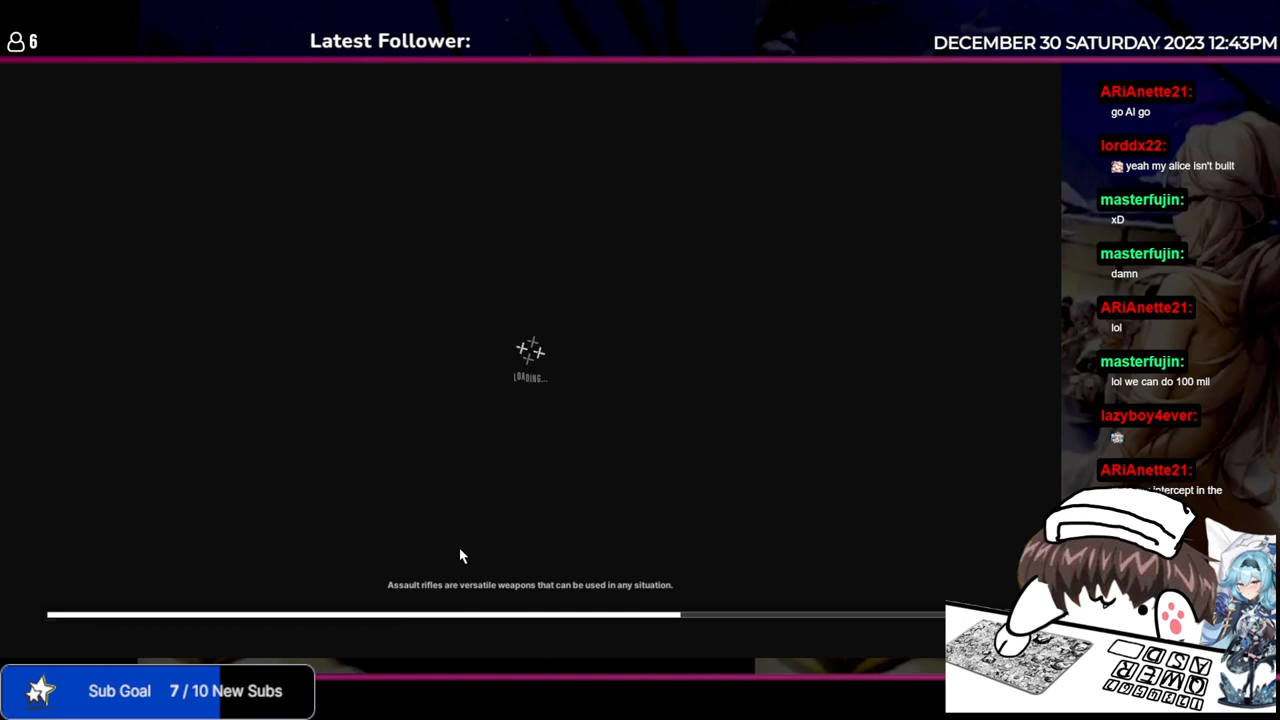 6
Latest Follower:
DECEMBER 30 SATURDAY 2023 12:43PM
ARiAnette21:
go AI go
lorddx22:
yeah my alice isn't built
masterfujin:
xD
masterfujin:
damn
ARiAnette21:
lol
masterfujin:
lol we can do 100 mil
lazyboy4ever:
ARiAnette21:
intercept in the
LOADING...
Assault rifles are versatile weapons that can be used in any situation.
Sub Goal 7 / 10 New Subs
D S A
R E W Q